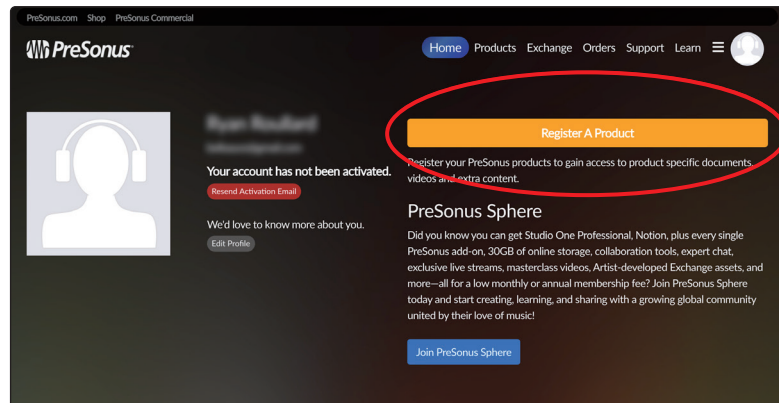 PreSonus.com Shop PreSonus Commercial
PreSonus
Home Products Exchange Orders Support Learn
Register A Product
Your account has not been activated.
Resend Activation Email
We'd love to know more about you.
Edit Profile
Register your PreSonus products to gain access to product specific documents,
videos and extra content.
PreSonus Sphere
Did you know you can get Studio One Professional, Notion, plus every single
PreSonus add-on, 30GB of online storage, collaboration tools, expert chat,
exclusive live streams, masterclass videos, Artist-developed Exchange assets, and
more—all for a low monthly or annual membership fee? Join PreSonus Sphere
today and start creating, learning, and sharing with a growing global community
united by their love of music!
Join PreSonus Sphere